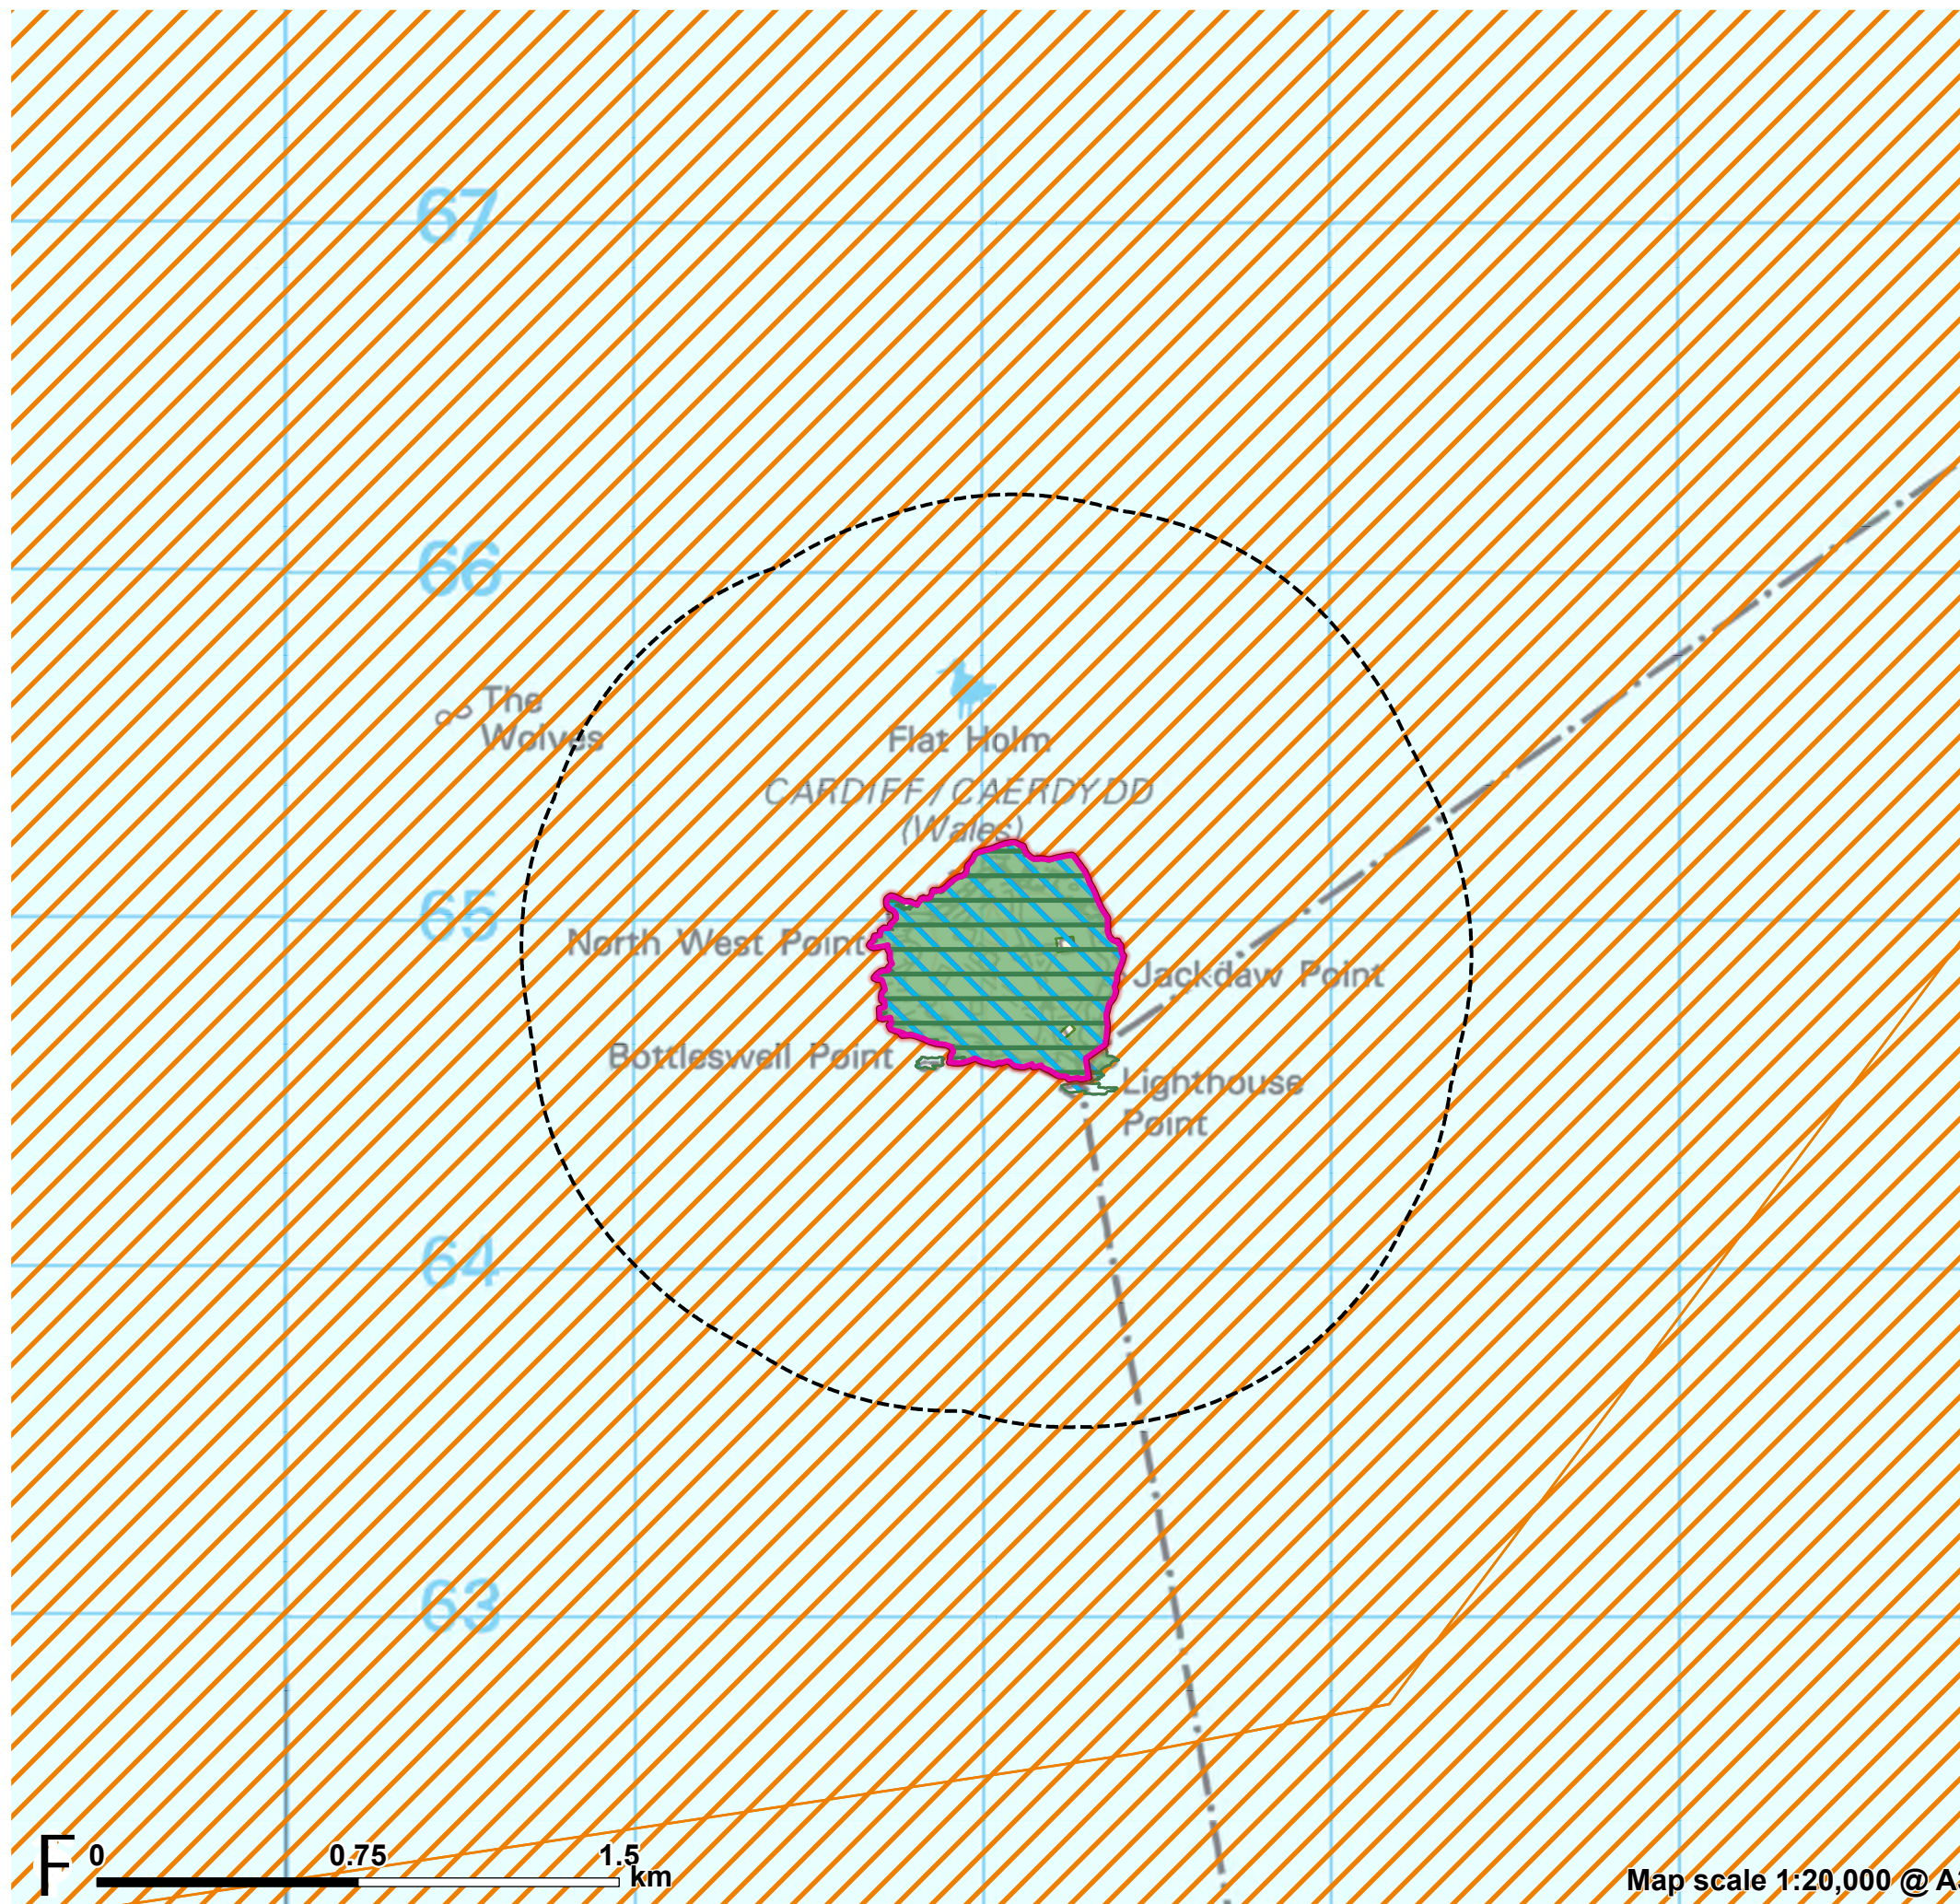 67
66
The
Wolves
Flat Holm
CARDIFF / CAERDYDD
(Wales)
65
North West Point
Jackdaw Point
Bottleswell Point
Lighthouse
Point
64
63
F
0 0.75 1.5
km
Map scale 1:20,000 @